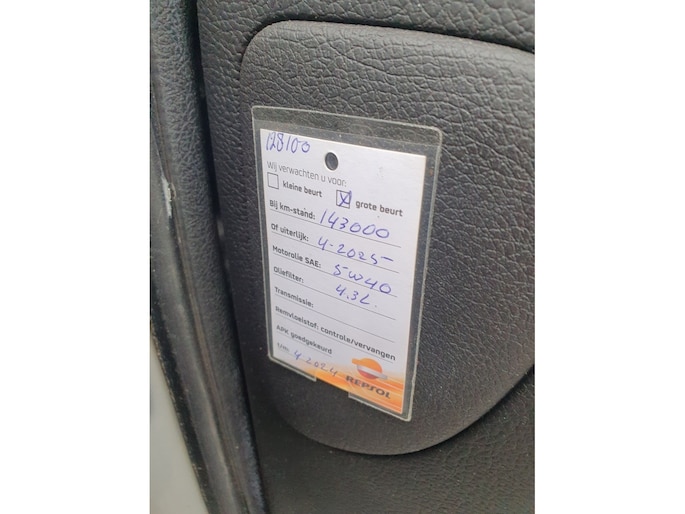 128100
Wij verwachten u voor:
kleine beurt grote beurt
Bij km-stand: 143000
Of uiterlijk: 4-2025
Motorolie SAE: 5W40
Oliefilter: 4.3L.
Transmissie:
Remvloeistof: controle/vervangen
APK goedgekeurd
t/m: 4 2024
REPSOL